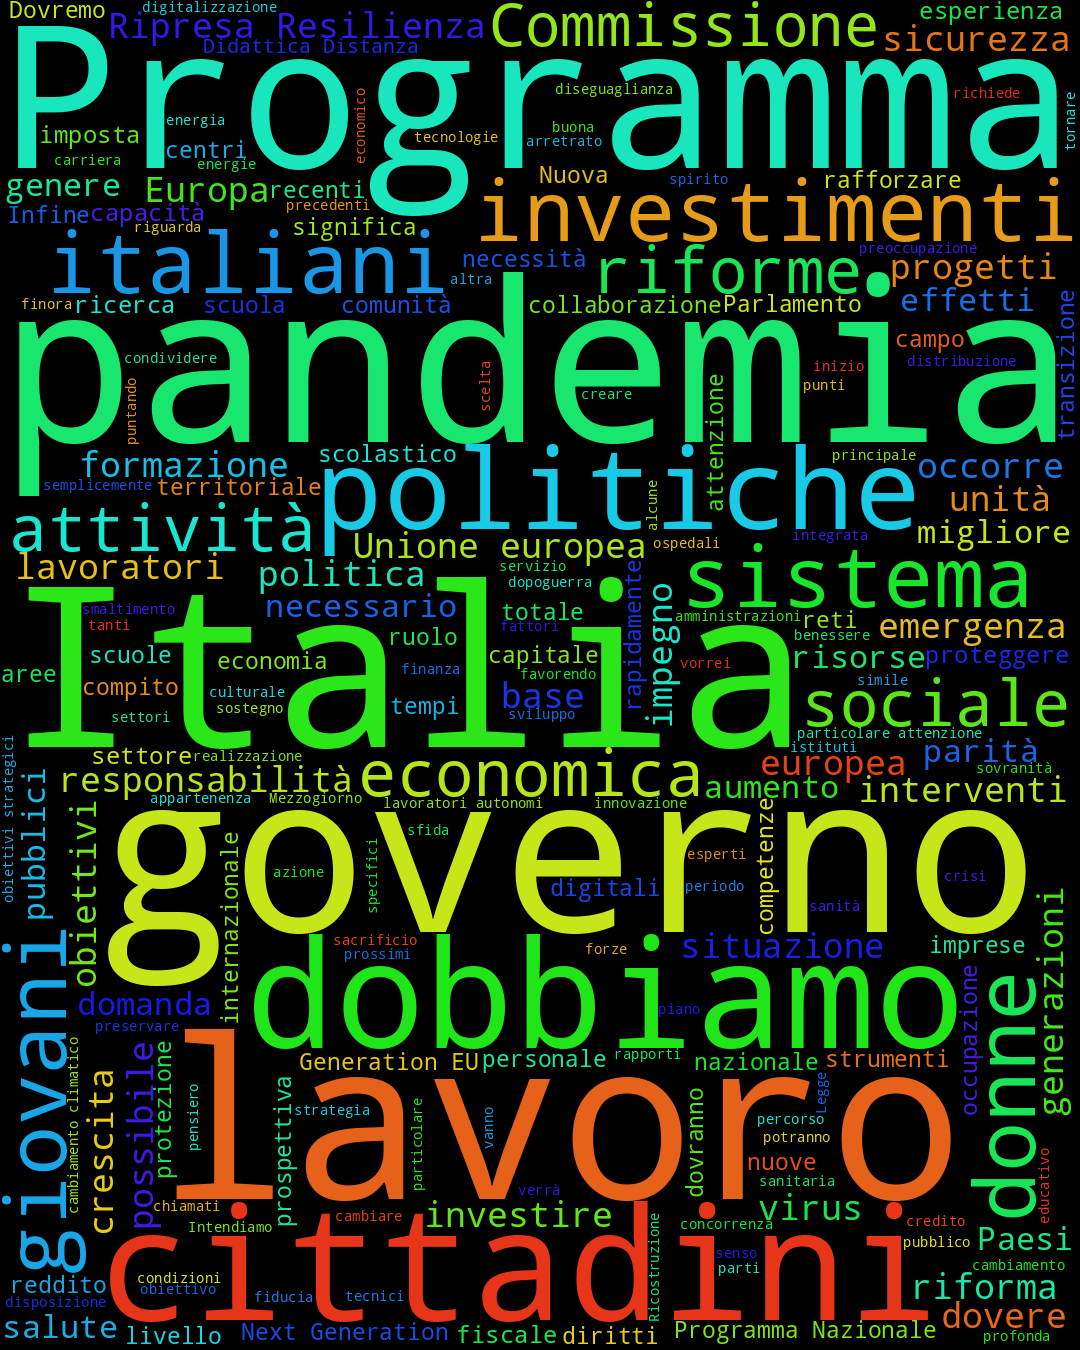 Dovremo
digitalizzazione
Ripresa Resilienza
Commissione
esperienza
Didattica Distanza
sicurezza
Programma
diseguaglianza
richiede
economico
tornare
energia
imposta
tecnologie
buona
arretrato
centri
carriera
energie
genere
Europa
recenti
Nuova
spirito
rafforzare
precedenti
investimenti
Infine
capacità
riguarda
significa
italiani
necessità
altra
riforme
preoccupazione
progetti
finora
ricerca
scuola
comunità
collaborazione
Parlamento
effetti
transizione
pandemia
campo
condividere
distribuzione
scelta
inizio
punti
creare
puntando
attenzione
formazione
scolastico
politiche
principale
occorre
semplicemente
territoriale
alcune
unità
attività
Unione europea
ospedali
integrata
migliore
lavoratori
politica
servizio
dopoguerra
sistema
rapidamente
impegno
Italia
smaltimento
tanti
necessario
totale
fattori
amministrazioni
reti
benessere
emergenza
ruolo
scuole
economia
capitale
favorendo
finanza
vorrei
risorse
proteggere
aree
compito
culturale
sostegno
base
simile
settori
tempi
sviluppo
sociale
particolare attenzione
istituti
parità
settore
realizzazione
economica
europea
sovranità
obiettivi strategici
pubblici
responsabilità
aumento
interventi
appartenenza
Mezzogiorno
lavoratori autonomi
innovazione
obiettivi
governo
sfida
competenze
internazionale
specifici
azione
esperti
digitali
periodo
crisi
sanità
generazioni
giovani
dobbiamo
sacrificio
prossimi
forze
situazione
imprese
domanda
preservare
piano
occupazione
donne
cambiamento climatico
possibile
protezione
lavoro
Generation EU
personale
rapporti
nazionale
strumenti
crescita
pensiero
prospettiva
strategia
particolare
vanno
dovranno
Legge
percorso
potranno
nuove
sanitaria
educativo
verrà
chiamati
Intendiamo
cambiare
investire
Ricostruzione
concorrenza
virus
credito
pubblico
Paesi
cittadini
senso
parti
cambiamento
reddito
condizioni
obiettivo
disposizione
fiducia
tecnici
riforma
dovere
salute
livello
Next Generation
fiscale
diritti
Programma Nazionale
profonda